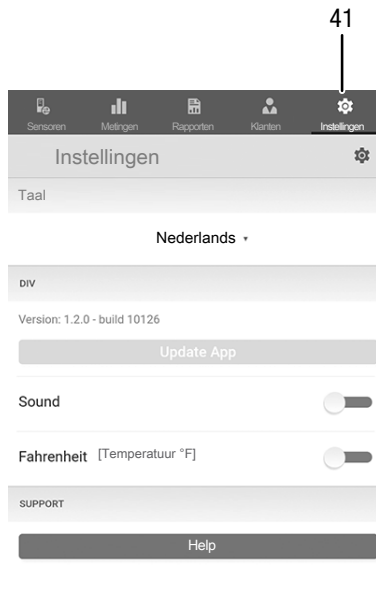 41
Sensoren Metingen Rapporten Klanten Instellingen
Instellingen
Taal
Nederlands
DIV
Version: 1.2.0 - build 10126
Update App
Sound
Fahrenheit [Temperatuur °F]
SUPPORT
Help